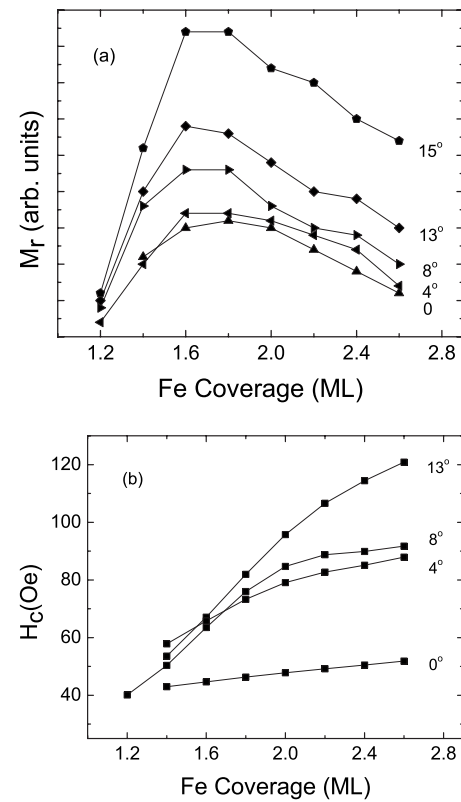 (a)
M_r (arb. units)
15°
13°
8°
4°
0
1.2 1.6 2.0 2.4 2.8
Fe Coverage (ML)
(b)
H_C(Oe)
120
100
80
60
40
13°
8°
4°
0°
1.2 1.6 2.0 2.4 2.8
Fe Coverage (ML)